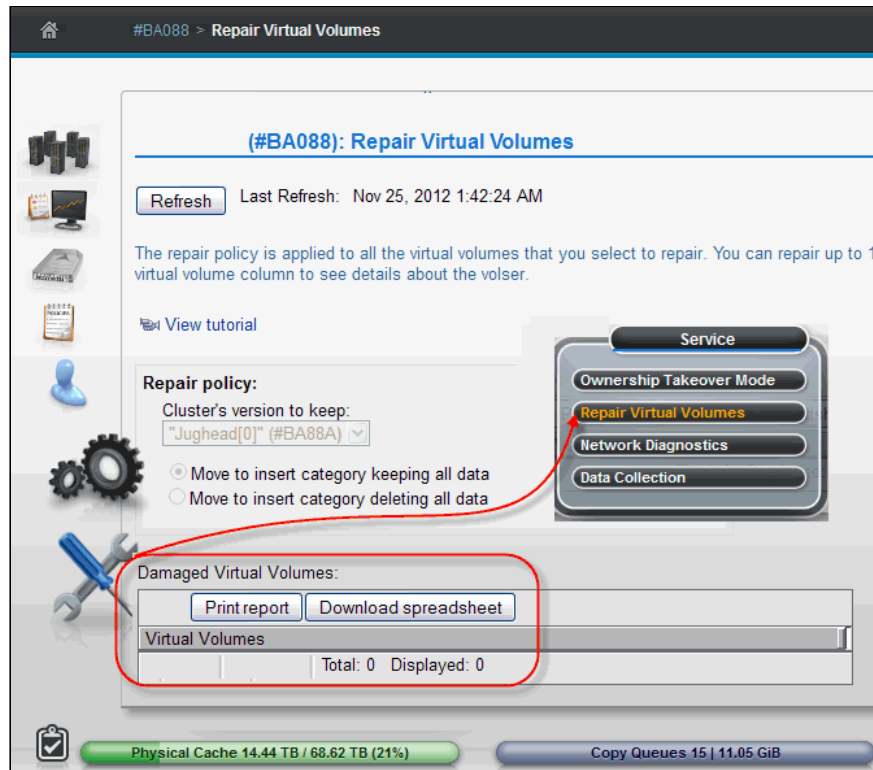 #BA088 > Repair Virtual Volumes
(#BA088): Repair Virtual Volumes
Refresh Last Refresh: Nov 25, 2012 1:42:24 AM
The repair policy is applied to all the virtual volumes that you select to repair. You can repair up to 1
virtual volume column to see details about the volser.
View tutorial
Service
Ownership Takeover Mode
Repair Virtual Volumes
Network Diagnostics
Data Collection
Repair policy:
Cluster's version to keep:
"Jughead[0]" (#BA88A)
Move to insert category keeping all data
Move to insert category deleting all data
Damaged Virtual Volumes:
Print report Download spreadsheet
Virtual Volumes
Total: 0 Displayed: 0
Physical Cache 14.44 TB / 68.62 TB (21%) Copy Queues 15 | 11.05 GiB